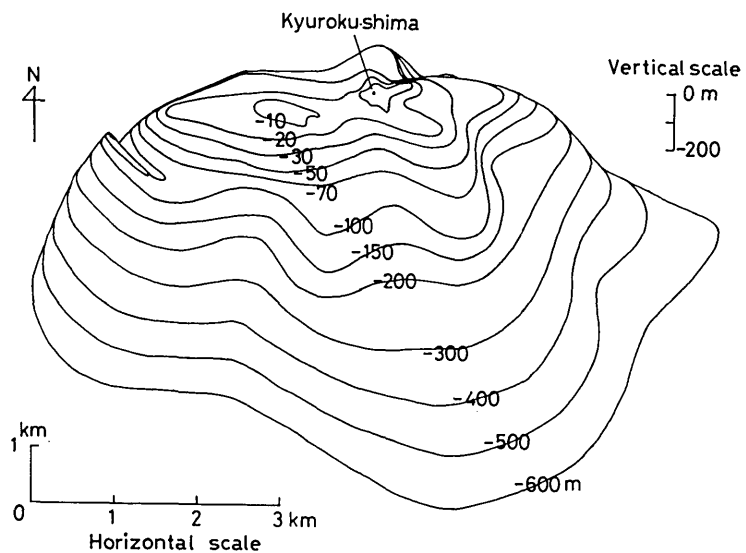 Kyuroku-shima
N
Vertical scale
0 m
-200
-10
-20
-30
-50
-70
-100
-150
-200
-300
-400
-500
-600 m
1 km
0 1 2 3 km
Horizontal scale